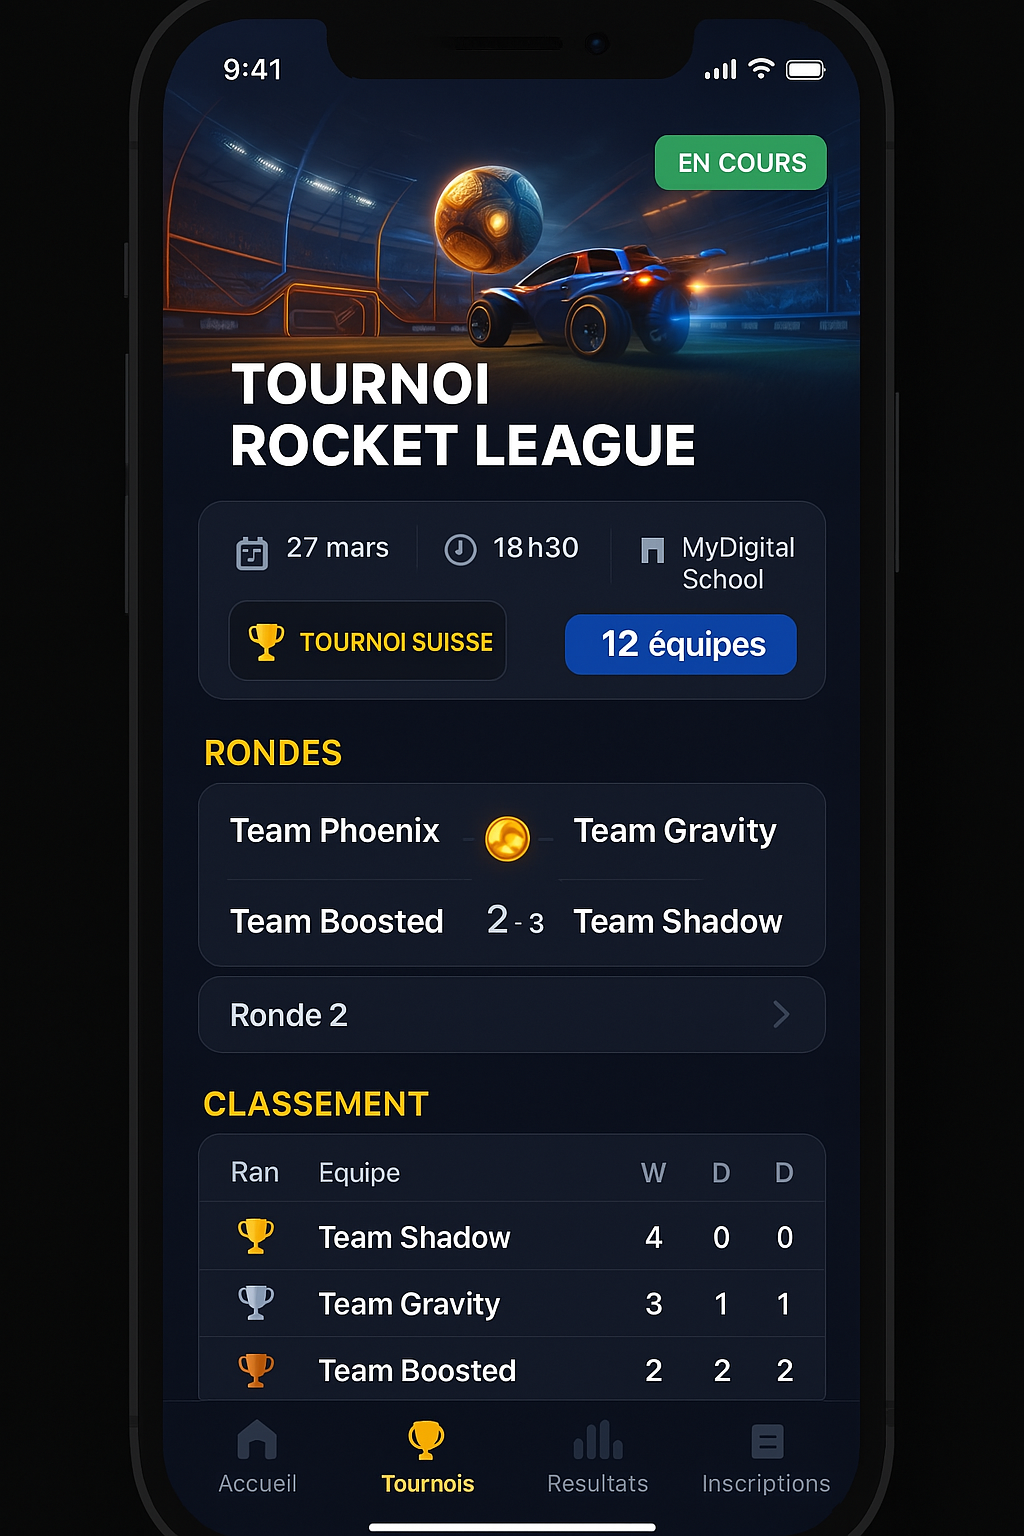 9:41
EN COURS
TOURNOI
ROCKET LEAGUE
27 mars
18h30
MyDigital
School
TOURNOI SUISSE
12 équipes
RONDES
Team Phoenix Team Gravity
Team Boosted 2-3 Team Shadow
Ronde 2
CLASSEMENT
Ran Equipe W D D
Team Shadow 4 0 0
Team Gravity 3 1 1
Team Boosted 2 2 2
Accueil Tournois Resultats Inscriptions